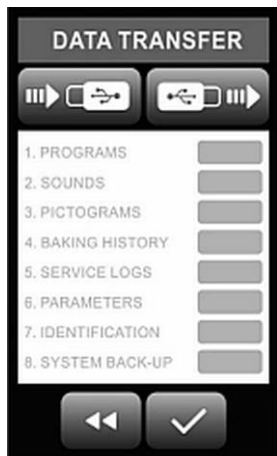 DATA TRANSFER
1. PROGRAMS
2. SOUNDS
3. PICTOGRAMS
4. BAKING HISTORY
5. SERVICE LOGS
6. PARAMETERS
7. IDENTIFICATION
8. SYSTEM BACK-UP